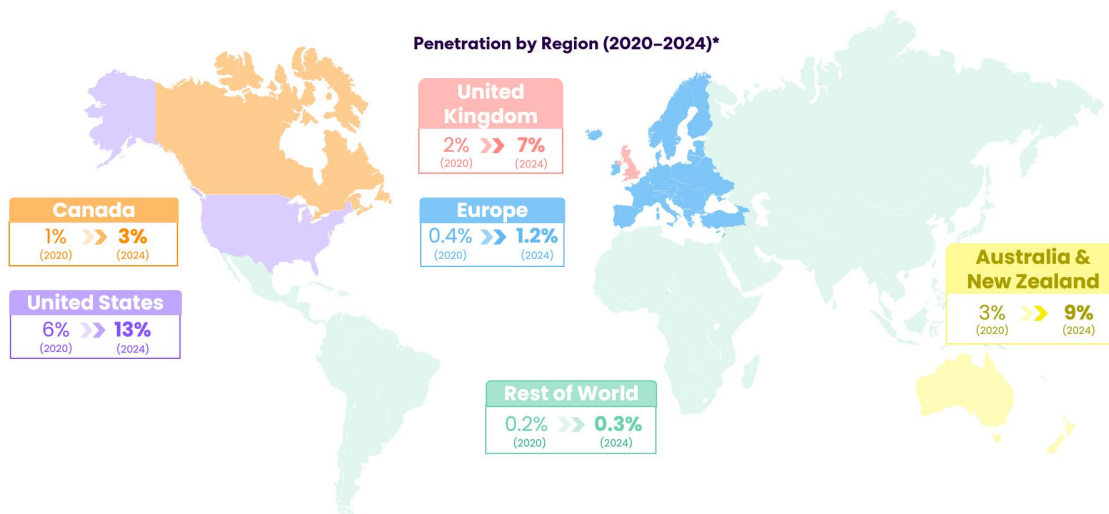 Penetration by Region (2020–2024)*
United
Kingdom
2% 7%
(2020) (2024)
Canada
1% 3%
(2020) (2024)
Europe
0.4% 1.2%
(2020) (2024)
Australia &
New Zealand
3% 9%
(2020) (2024)
United States
6% 13%
(2020) (2024)
Rest of World
0.2% 0.3%
(2020) (2024)